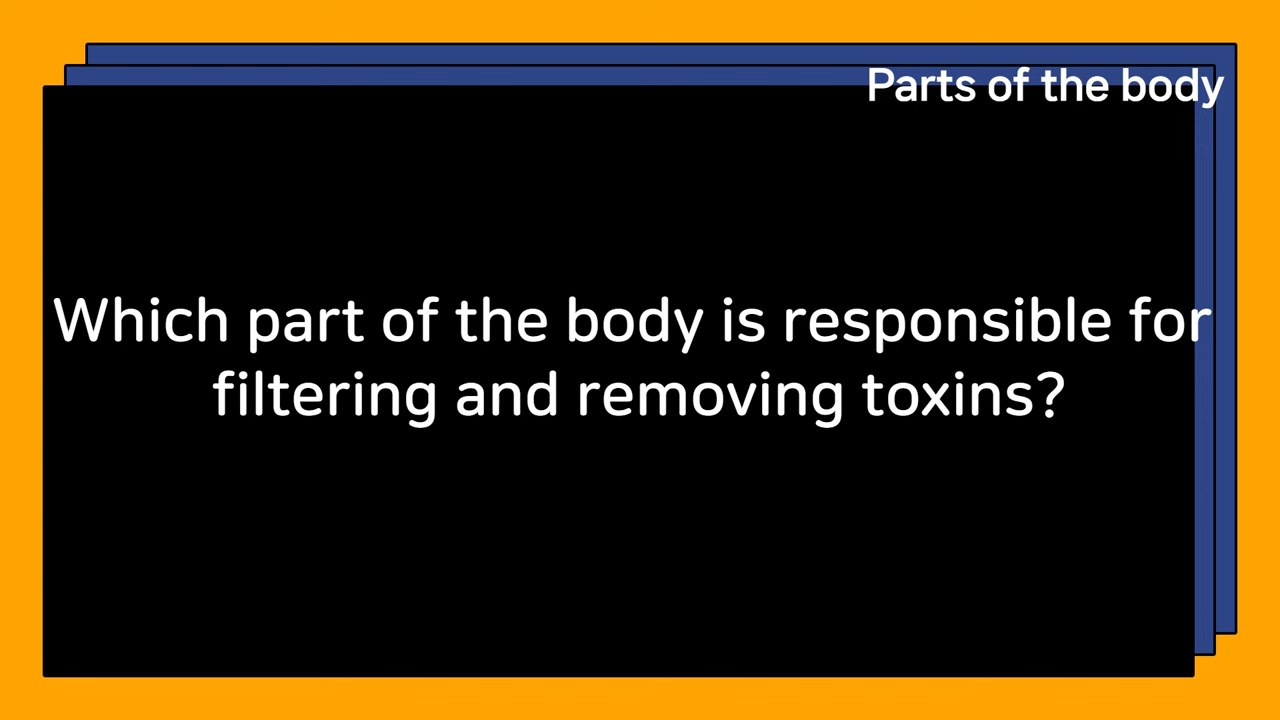 Parts of the body
Which part of the body is responsible for
filtering and removing toxins?